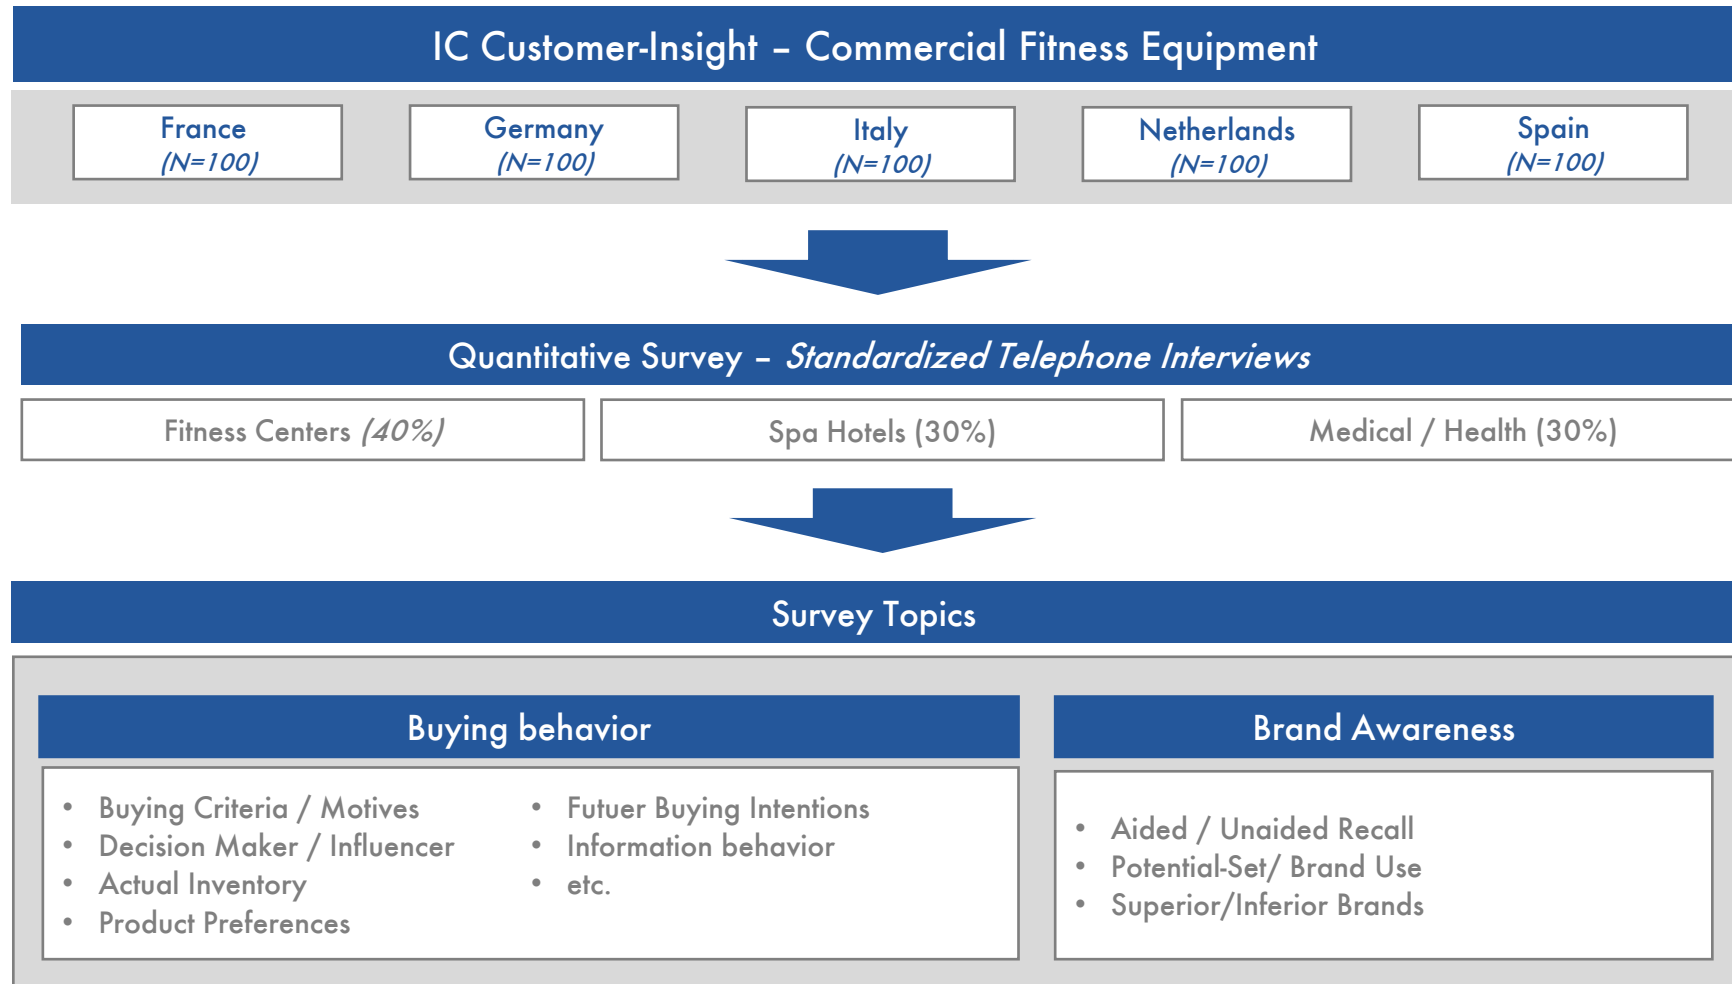 IC Customer-Insight – Commercial Fitness Equipment
France
(N=100)
Germany
(N=100)
Italy
(N=100)
Netherlands
(N=100)
Spain
(N=100)
Quantitative Survey – Standardized Telephone Interviews
Fitness Centers (40%)
Spa Hotels (30%)
Medical / Health (30%)
Survey Topics
Buying behavior
• Buying Criteria / Motives
• Decision Maker / Influencer
• Actual Inventory
• Product Preferences
• Futuer Buying Intentions
• Information behavior
• etc.
Brand Awareness
• Aided / Unaided Recall
• Potential-Set/ Brand Use
• Superior/Inferior Brands